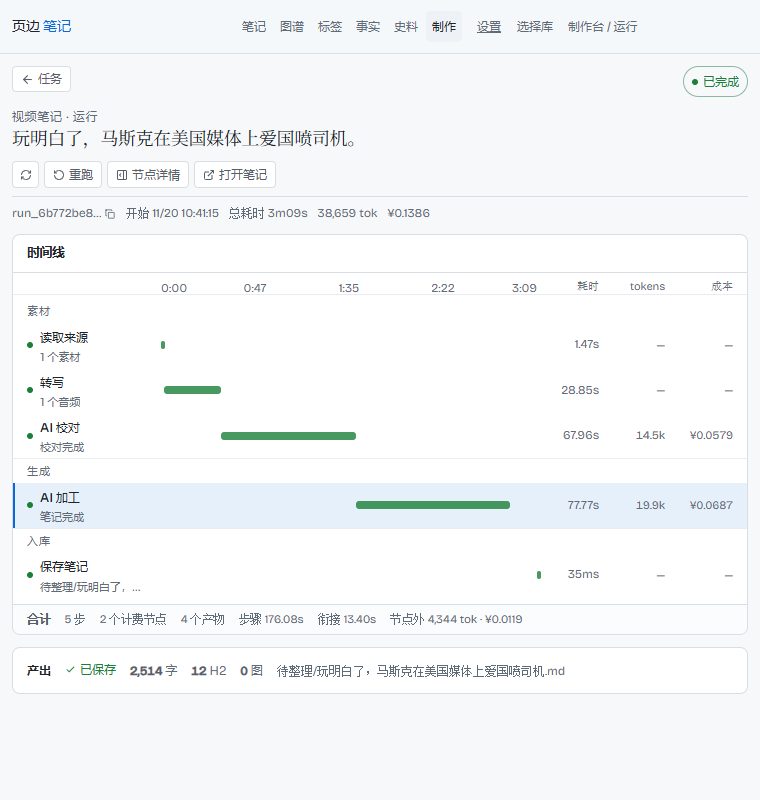 页边 笔记 笔记 图谱 标签 事实 史料 制作 设置 选择库 制作台 / 运行
← 任务 已完成
视频笔记 · 运行
玩明白了，马斯克在美国媒体上爱国喷司机。
重跑 节点详情 打开笔记
run_6b772be8... 开始 11/20 10:41:15 总耗时 3m09s 38,659 tok ¥0.1386
时间线
0:00 0:47 1:35 2:22 3:09 耗时 tokens 成本
素材
读取来源
1 个素材
1.47s — —
转写
1 个音频
28.85s — —
AI 校对
校对完成
67.96s 14.5k ¥0.0579
生成
AI 加工
笔记完成
77.77s 19.9k ¥0.0687
入库
保存笔记
待整理/玩明白了，...
35ms — —
合计 5 步 2 个计费节点 4 个产物 步骤 176.08s 衔接 13.40s 节点外 4,344 tok · ¥0.0119
产出 已保存 2,514 字 12 H2 0 图 待整理/玩明白了，马斯克在美国媒体上爱国喷司机.md